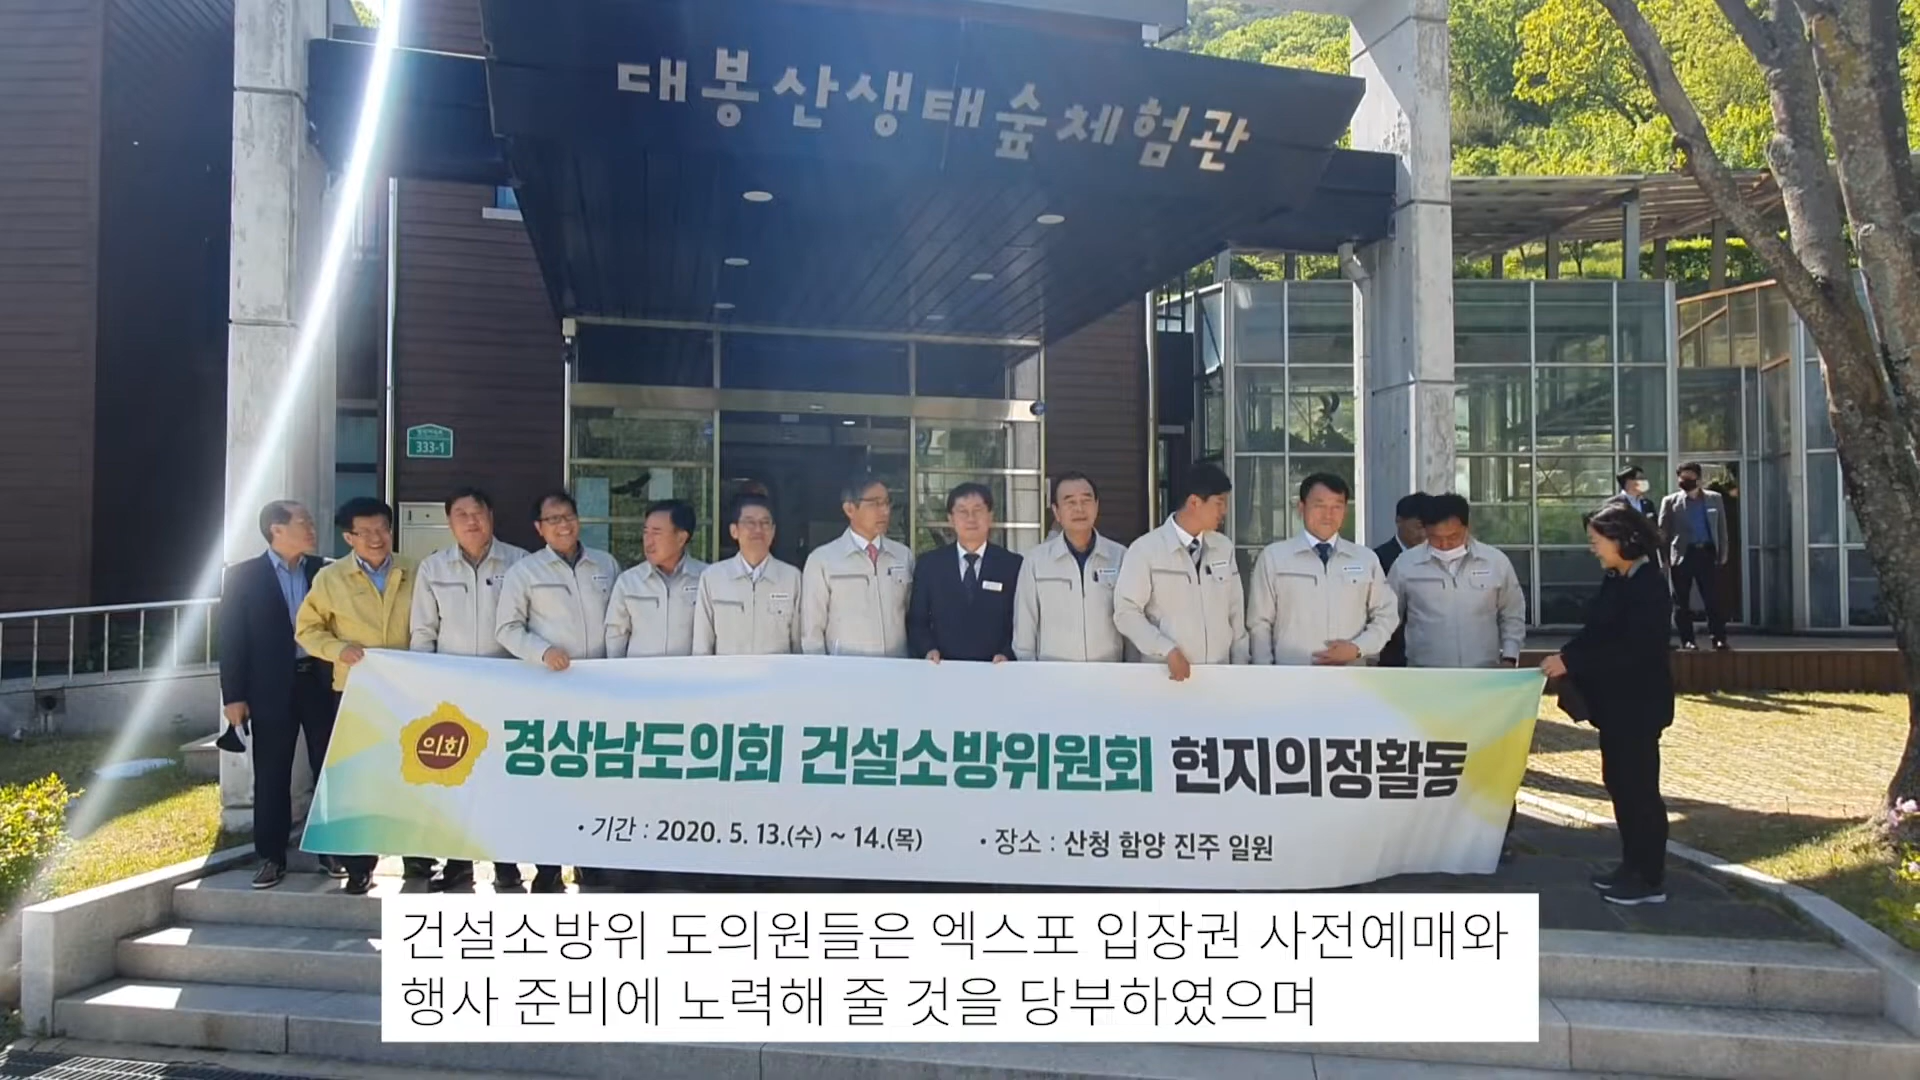 대봉산생태숲체험관
333-1
의회
경상남도의회 건설소방위원회 현지의정활동
• 기간 : 2020. 5. 13.(수) ~ 14.(목)
• 장소 : 산청 함양 진주 일원
건설소방위 도의원들은 엑스포 입장권 사전예매와
행사 준비에 노력해 줄 것을 당부하였으며